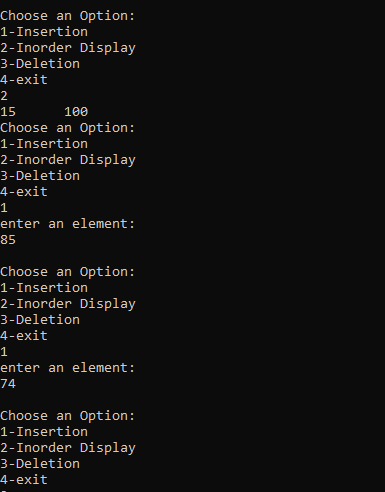 Choose an Option:
1-Insertion
2-Inorder Display
3-Deletion
4-exit
2
15      100
Choose an Option:
1-Insertion
2-Inorder Display
3-Deletion
4-exit
1
enter an element:
85
Choose an Option:
1-Insertion
2-Inorder Display
3-Deletion
4-exit
1
enter an element:
74
Choose an Option:
1-Insertion
2-Inorder Display
3-Deletion
4-exit